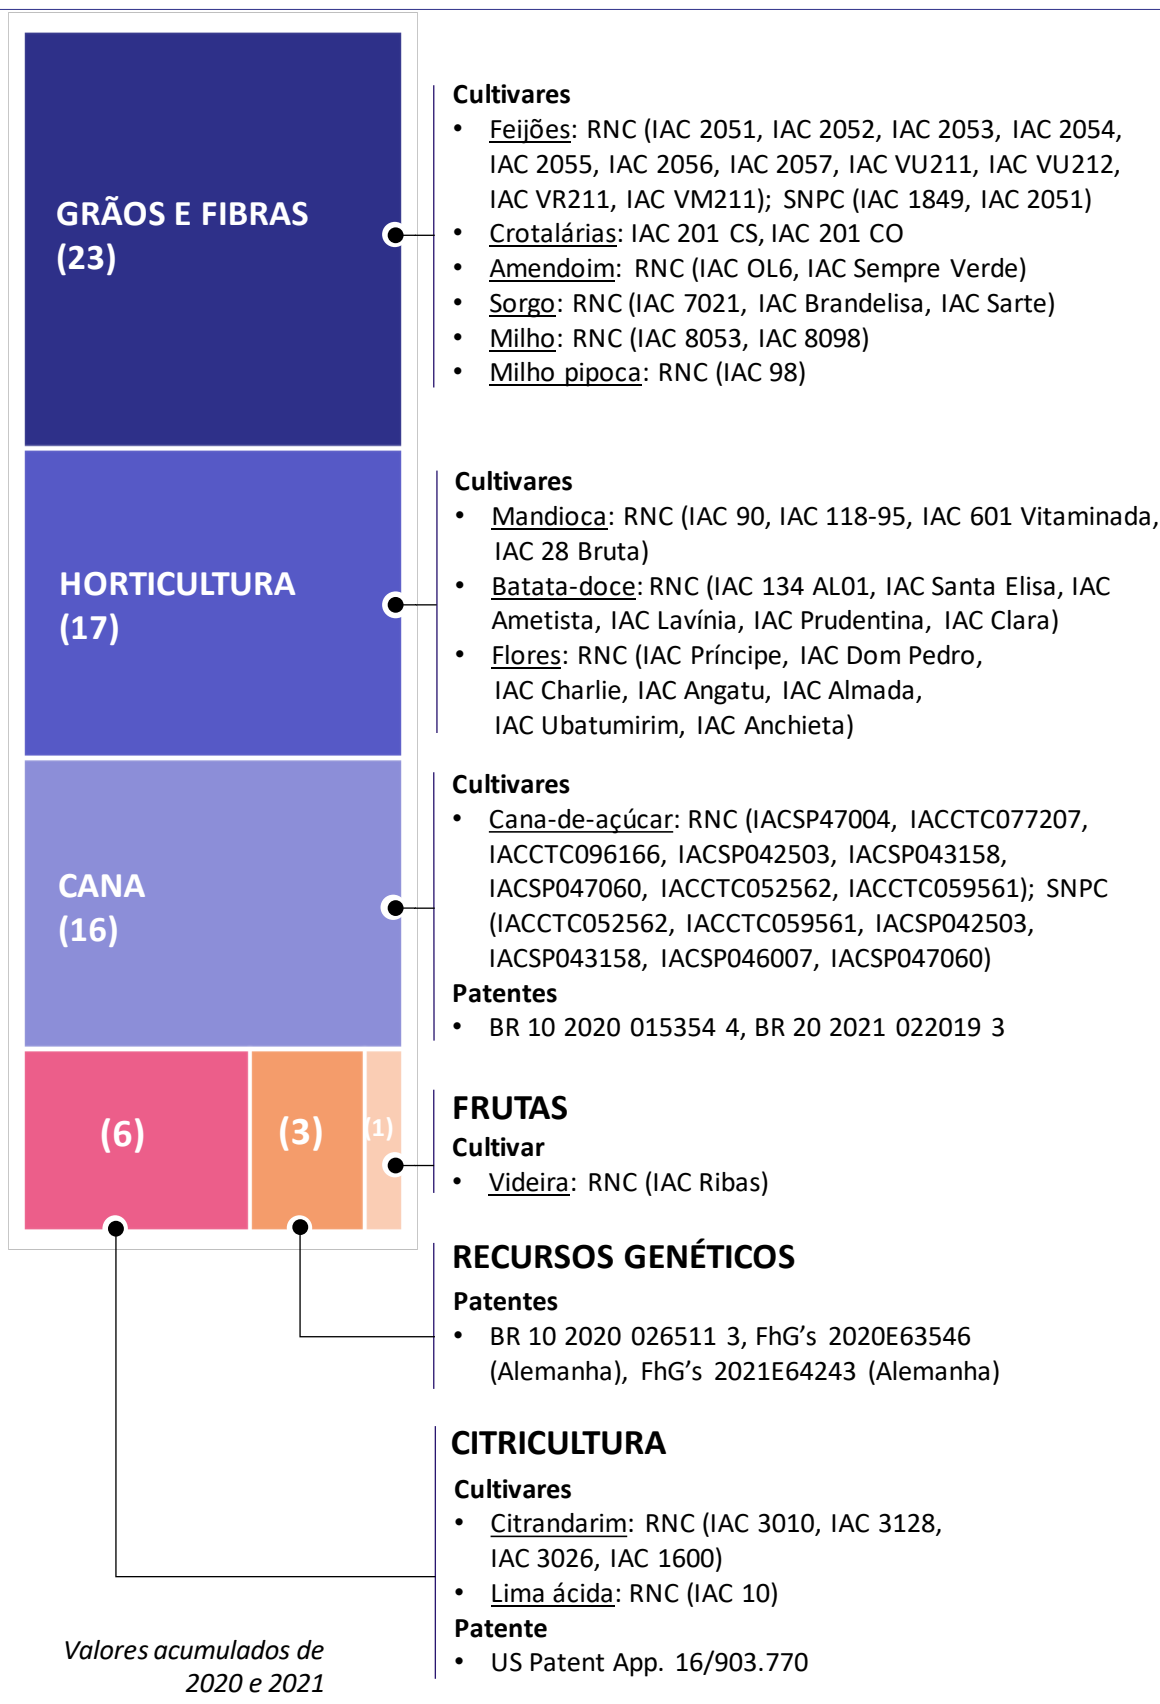 GRÃOS E FIBRAS
(23)
Cultivares
• Feijões: RNC (IAC 2051, IAC 2052, IAC 2053, IAC 2054,
IAC 2055, IAC 2056, IAC 2057, IAC VU211, IAC VU212,
IAC VR211, IAC VM211); SNPC (IAC 1849, IAC 2051)
• Crotalárias: IAC 201 CS, IAC 201 CO
• Amendoim: RNC (IAC OL6, IAC Sempre Verde)
• Sorgo: RNC (IAC 7021, IAC Brandelisa, IAC Sarte)
• Milho: RNC (IAC 8053, IAC 8098)
• Milho pipoca: RNC (IAC 98)
HORTICULTURA
(17)
Cultivares
• Mandioca: RNC (IAC 90, IAC 118-95, IAC 601 Vitaminada,
IAC 28 Bruta)
• Batata-doce: RNC (IAC 134 AL01, IAC Santa Elisa, IAC
Ametista, IAC Lavínia, IAC Prudentina, IAC Clara)
• Flores: RNC (IAC Príncipe, IAC Dom Pedro,
IAC Charlie, IAC Angatu, IAC Almada,
IAC Ubatumirim, IAC Anchieta)
CANA
(16)
Cultivares
• Cana-de-açúcar: RNC (IACSP47004, IACCTC077207,
IACCTC096166, IACSP042503, IACSP043158,
IACSP047060, IACCTC052562, IACCTC059561); SNPC
(IACCTC052562, IACCTC059561, IACSP042503,
IACSP043158, IACSP046007, IACSP047060)
Patentes
• BR 10 2020 015354 4, BR 20 2021 022019 3
(6)
(3)
(1)
FRUTAS
Cultivar
• Videira: RNC (IAC Ribas)
RECURSOS GENÉTICOS
Patentes
• BR 10 2020 026511 3, FhG’s 2020E63546
(Alemanha), FhG’s 2021E64243 (Alemanha)
CITRICULTURA
Cultivares
• Citrandarim: RNC (IAC 3010, IAC 3128,
IAC 3026, IAC 1600)
• Lima ácida: RNC (IAC 10)
Patente
• US Patent App. 16/903.770
Valores acumulados de
2020 e 2021